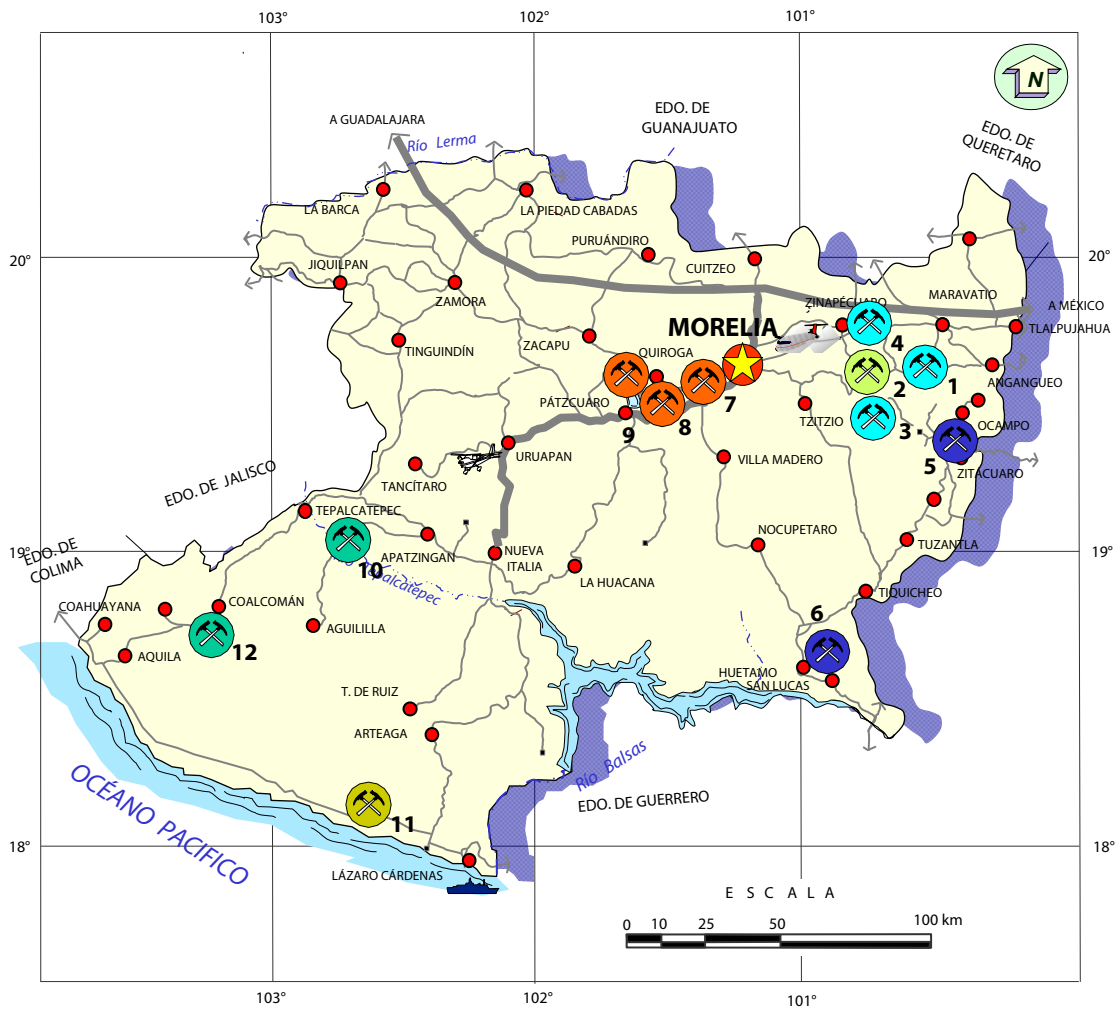 103°
102°
101°
N
A GUADALAJARA
Río Lerma
EDO. DE
GUANAJUATO
EDO. DE
QUERETARO
LA BARCA
LA PIEDAD CABADAS
PURUÁNDIRO
20°
JIQUILPAN
CUITZEO
20°
ZAMORA
ZINAPÉCUARO
MARAVATIO
A MÉXICO
TLALPUJAHUA
MORELIA
ZACAPU
QUIROGA
4
TINGUINDÍN
2
1
ANGANGUEO
PÁTZCUARO
7
9
8
TZITZIO
3
OCAMPO
5
URUAPAN
VILLA MADERO
ZITACUARO
TANCÍTARO
EDO. DE JALISCO
TEPALCATEPEC
NOCUPETARO
19°
EDO. DE
COLIMA
APATZINGAN
NUEVA
ITALIA
TUZANTLA
19°
10
Tepalcatepec
LA HUACANA
COAHUAYANA
COALCOMÁN
TIQUICHEO
6
AGUILILLA
AQUILA
12
HUETAMO
SAN LUCAS
T. DE RUIZ
ARTEAGA
Río Balsas
OCÉANO PACIFICO
EDO. DE GUERRERO
11
18°
18°
LÁZARO CÁRDENAS
E S C A L A
0 10 25 50 100 km
103°
102°
101°